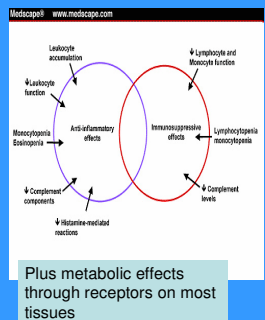 Medscape® www.medscape.com
Leukocyte
accumulation
↓ Lymphocyte and
Monocyte function
↓Leukocyte
function
Monocytopenia
Eosinopenia
Anti-inflammatory
effects
Immunosuppressive
effects
Lymphocytopenia
monocytopenia
↓ Complement
components
↓ Complement
levels
↓ Histamine-mediated
reactions
Plus metabolic effects
through receptors on most
tissues